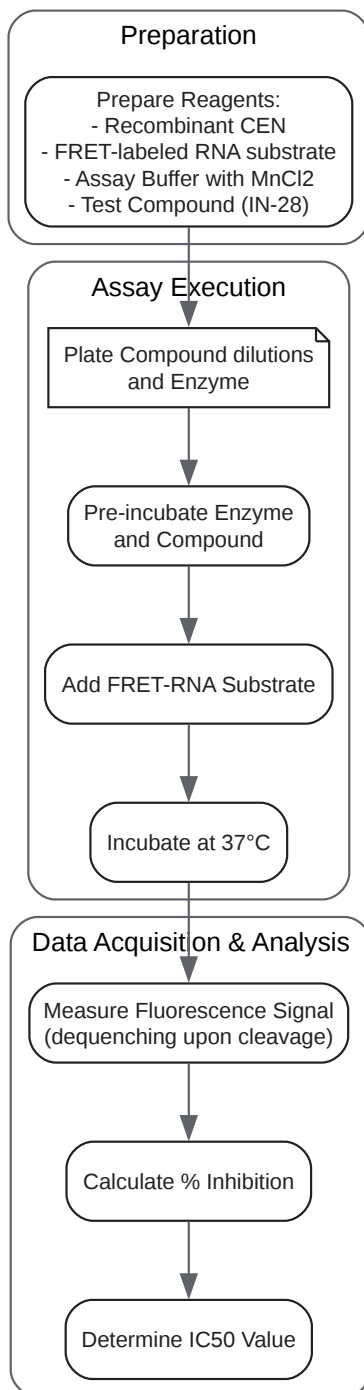 Preparation
Prepare Reagents:
- Recombinant CEN
- FRET-labeled RNA substrate
- Assay Buffer with MnCl2
- Test Compound (IN-28)
Assay Execution
Plate Compound dilutions
and Enzyme
Pre-incubate Enzyme
and Compound
Add FRET-RNA Substrate
Incubate at 37°C
Data Acquisition & Analysis
Measure Fluorescence Signal
(dequenching upon cleavage)
Calculate % Inhibition
Determine IC50 Value